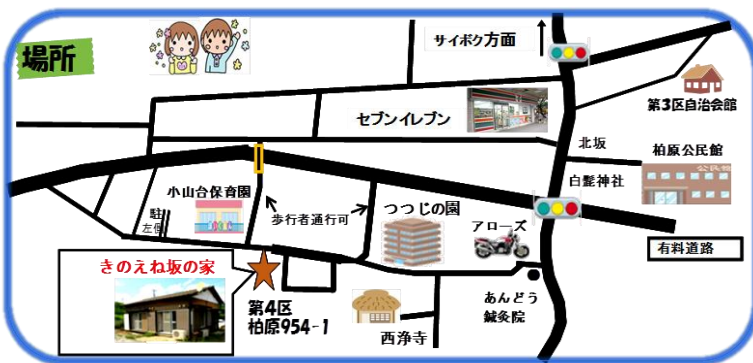 場所
サイボク方面
第3区自治会館
セブンイレブン
北坂
柏原公民館
白髭神社
小山台保育園
駐
左側
歩行者通行可
つつじの園
アローズ
有料道路
きのえね坂の家
第4区
柏原954-1
西浄寺
あんどう
鍼灸院